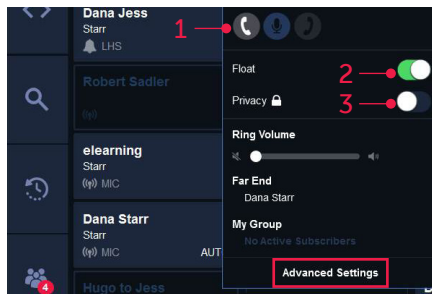 Dana Jess
Starr
LHS
Robert Sadler
elearning
Starr
MIC
Dana Starr
Starr
MIC
AUT
Hugo to Jess
4
1
Float
2
Privacy
3
Ring Volume
Far End
Dana Starr
My Group
No Active Subscribers
Advanced Settings
D